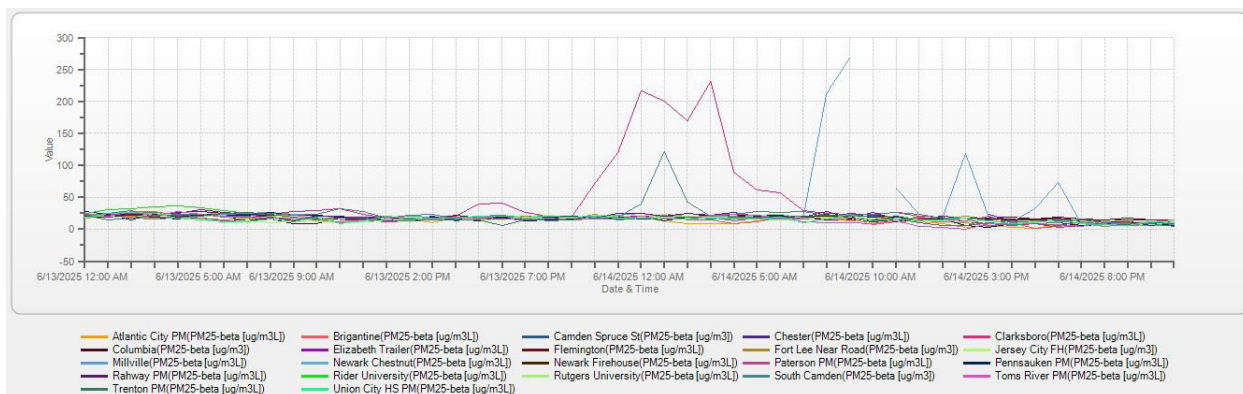 300
250
200
150
100
50
0
-50
Value
6/13/2025 12:00 AM 6/13/2025 5:00 AM 6/13/2025 9:00 AM 6/13/2025 2:00 PM 6/13/2025 7:00 PM 6/14/2025 12:00 AM 6/14/2025 5:00 AM 6/14/2025 10:00 AM 6/14/2025 3:00 PM 6/14/2025 8:00 PM
Date & Time
Atlantic City PM(PM25-beta [ug/m3L]) Brigantine(PM25-beta [ug/m3L]) Camden Spruce St(PM25-beta [ug/m3]) Chester(PM25-beta [ug/m3L]) Clarksboro(PM25-beta [ug/m3L])
Columbia(PM25-beta [ug/m3]) Elizabeth Trailer(PM25-beta [ug/m3L]) Flemington(PM25-beta [ug/m3L]) Fort Lee Near Road(PM25-beta [ug/m3]) Jersey City FH(PM25-beta [ug/m3])
Millville(PM25-beta [ug/m3L]) Newark Chestnut(PM25-beta [ug/m3L]) Newark Firehouse(PM25-beta [ug/m3L]) Paterson PM(PM25-beta [ug/m3L]) Pennsauken PM(PM25-beta [ug/m3L])
Rahway PM(PM25-beta [ug/m3L]) Rider University(PM25-beta [ug/m3L]) Rutgers University(PM25-beta [ug/m3L]) South Camden(PM25-beta [ug/m3]) Toms River PM(PM25-beta [ug/m3L])
Trenton PM(PM25-beta [ug/m3L]) Union City HS PM(PM25-beta [ug/m3L])